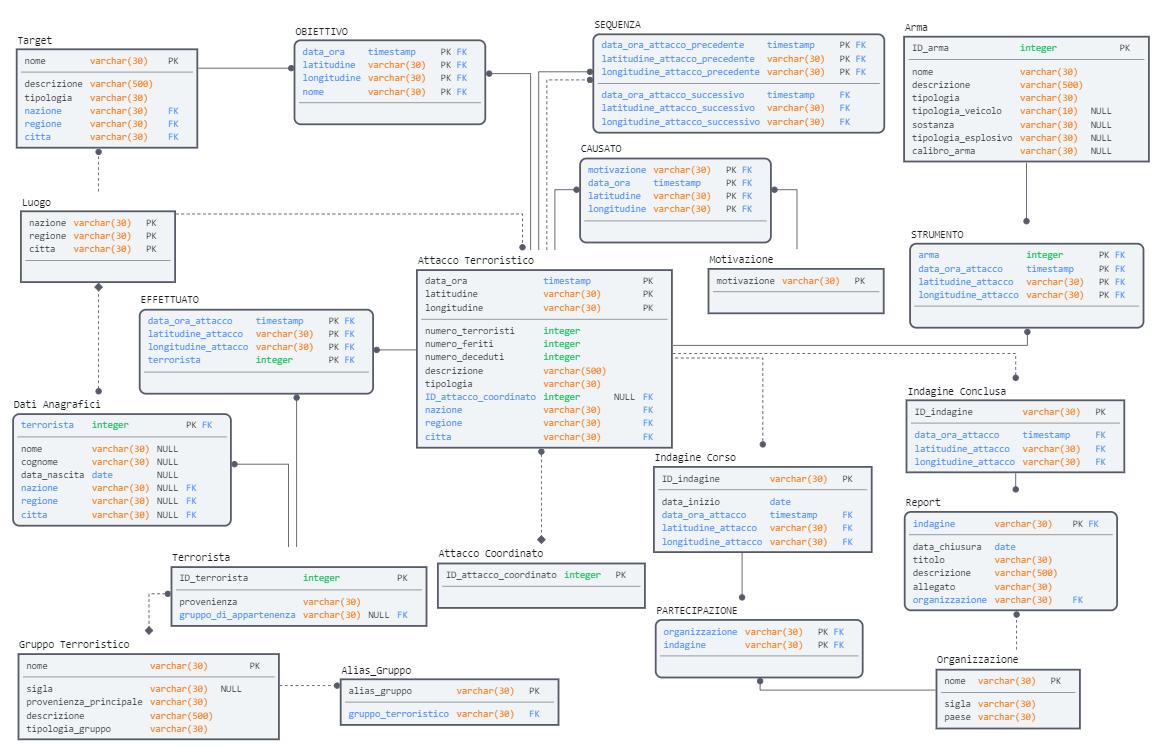 Target
nome varchar(30) PK
descrizione varchar(500)
tipologia varchar(30)
nazione varchar(30) FK
regione varchar(30) FK
citta varchar(30) FK
OBIETTIVO
data_ora timestamp PK FK
latitudine varchar(30) PK FK
longitudine varchar(30) PK FK
nome varchar(30) PK FK
SEQUENZA
data_ora_attacco_precedente timestamp PK FK
latitudine_attacco_precedente varchar(30) PK FK
longitudine_attacco_precedente varchar(30) PK FK
data_ora_attacco_successivo timestamp FK
latitudine_attacco_successivo varchar(30) FK
longitudine_attacco_successivo varchar(30) FK
Arma
ID_arma integer PK
nome varchar(30)
descrizione varchar(500)
tipologia varchar(30)
tipologia_veicolo varchar(10) NULL
sostanza varchar(30) NULL
tipologia_esplosivo varchar(30) NULL
calibro_arma varchar(30) NULL
CAUSATO
motivazione varchar(30) PK FK
data_ora timestamp PK FK
latitudine varchar(30) PK FK
longitudine varchar(30) PK FK
Luogo
nazione varchar(30) PK
regione varchar(30) PK
citta varchar(30) PK
Attacco Terroristico
data_ora timestamp PK
latitudine varchar(30) PK
longitudine varchar(30) PK
numero_terroristi integer
numero_feriti integer
numero_deceduti integer
descrizione varchar(500)
tipologia varchar(30)
ID_attacco_coordinato integer NULL FK
nazione varchar(30) FK
regione varchar(30) FK
citta varchar(30) FK
Motivazione
motivazione varchar(30) PK
STRUMENTO
arma integer PK FK
data_ora_attacco timestamp PK FK
latitudine_attacco varchar(30) PK FK
longitudine_attacco varchar(30) PK FK
EFFETTUATO
data_ora_attacco timestamp PK FK
latitudine_attacco varchar(30) PK FK
longitudine_attacco varchar(30) PK FK
terrorista integer PK FK
Dati Anagrafici
terrorista integer PK FK
nome varchar(30) NULL
cognome varchar(30) NULL
data_nascita date NULL
nazione varchar(30) NULL FK
regione varchar(30) NULL FK
citta varchar(30) NULL FK
Indagine Conclusa
ID_indagine varchar(30) PK
data_ora_attacco timestamp FK
latitudine_attacco varchar(30) FK
longitudine_attacco varchar(30) FK
Indagine Corso
ID_indagine varchar(30) PK
data_inizio date
data_ora_attacco timestamp FK
latitudine_attacco varchar(30) FK
longitudine_attacco varchar(30) FK
Report
indagine varchar(30) PK FK
data_chiusura date
titolo varchar(30)
descrizione varchar(500)
allegato varchar(30)
organizzazione varchar(30) FK
Terrorista
ID_terrorista integer PK
provenienza varchar(30)
gruppo_di_appartenenza varchar(30) NULL FK
Attacco Coordinato
ID_attacco_coordinato integer PK
PARTECIPAZIONE
organizzazione varchar(30) PK FK
indagine varchar(30) PK FK
Gruppo Terroristico
nome varchar(30) PK
sigla varchar(30) NULL
provenienza_principale varchar(30)
descrizione varchar(500)
tipologia_gruppo varchar(30)
Alias_Gruppo
alias_gruppo varchar(30) PK
gruppo_terroristico varchar(30) FK
Organizzazione
nome varchar(30) PK
sigla varchar(30)
paese varchar(30)